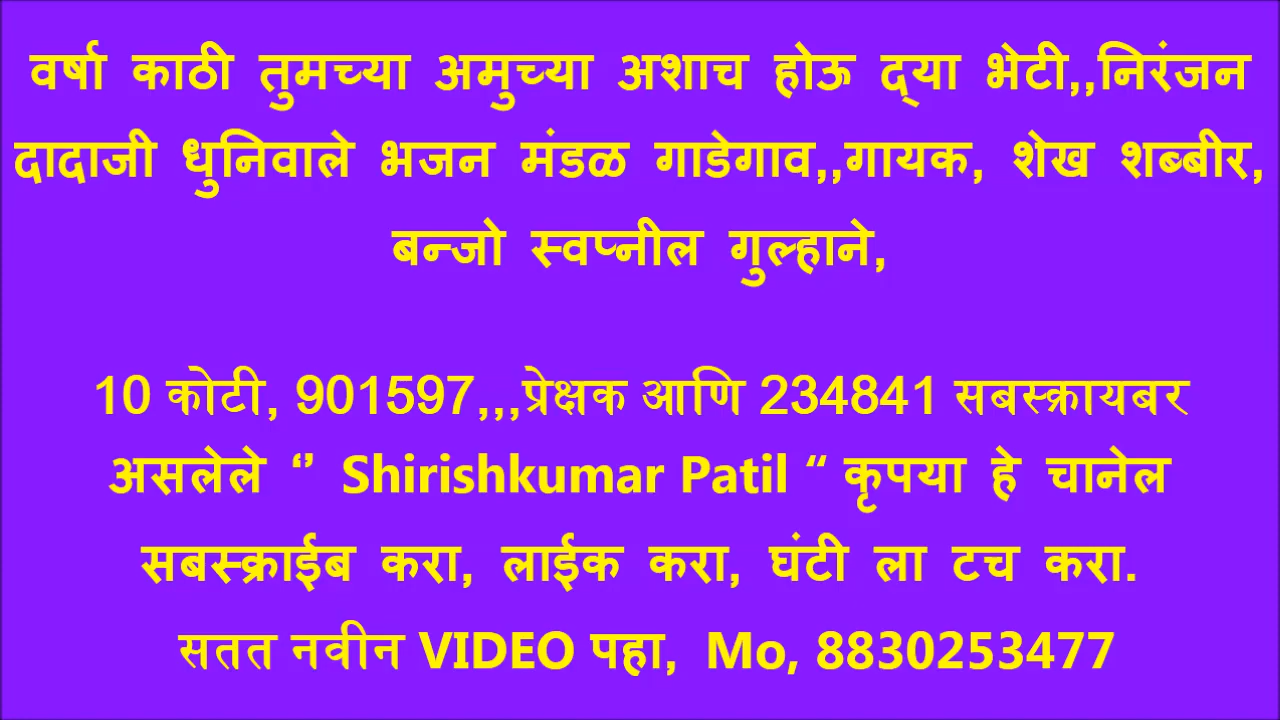 वर्षा काठी तुमच्या अमुच्या अशाच होऊ द्‌या भेटी,,निरंजन
दादाजी धुनिवाले भजन मंडळ गाडेगाव,,गायक, शेख शब्बीर,
बन्जो स्वप्नील गुल्हाने,
10 कोटी, 901597,,,प्रेक्षक आणि 234841 सबस्क्रायबर
असलेले ‘’ Shirishkumar Patil “ कृपया हे चानेल
सबस्क्राईब करा, लाईक करा, घंटी ला टच करा.
सतत नवीन VIDEO पहा, Mo, 8830253477